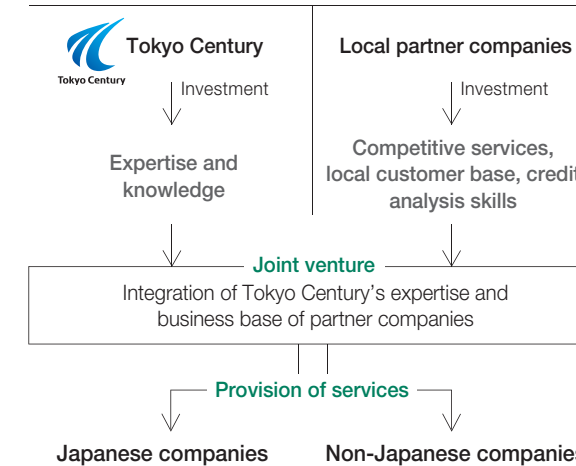 Tokyo Century
Tokyo Century
Local partner companies
Investment
Investment
Expertise and
knowledge
Competitive services,
local customer base, credit
analysis skills
Joint venture
Integration of Tokyo Century’s expertise and
business base of partner companies
Provision of services
Japanese companies
Non-Japanese companies